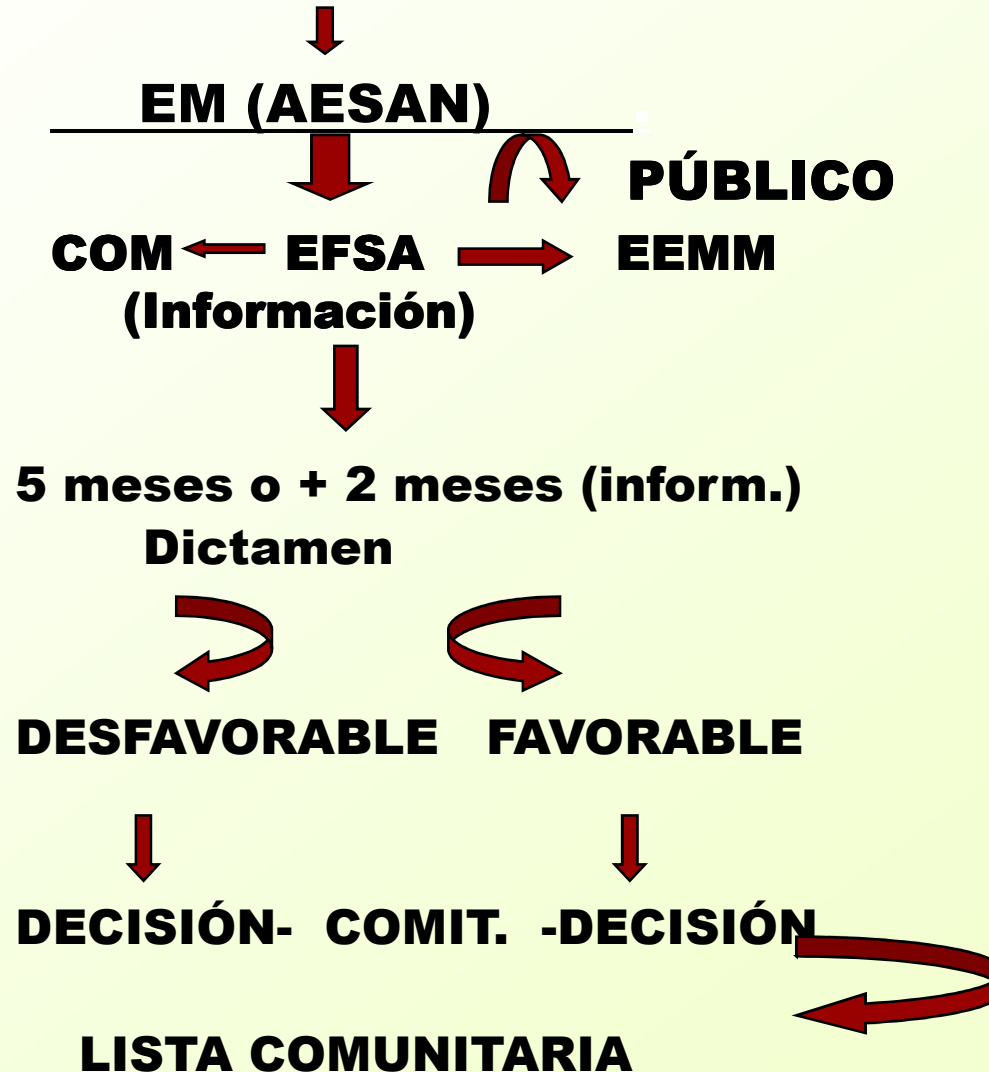 EM (AESAN)
PÚBLICO
COM EFSA EEMM
(Información)
5 meses o + 2 meses (inform.)
Dictamen
DESFAVORABLE FAVORABLE
DECISIÓN- COMIT. -DECISIÓN
LISTA COMUNITARIA